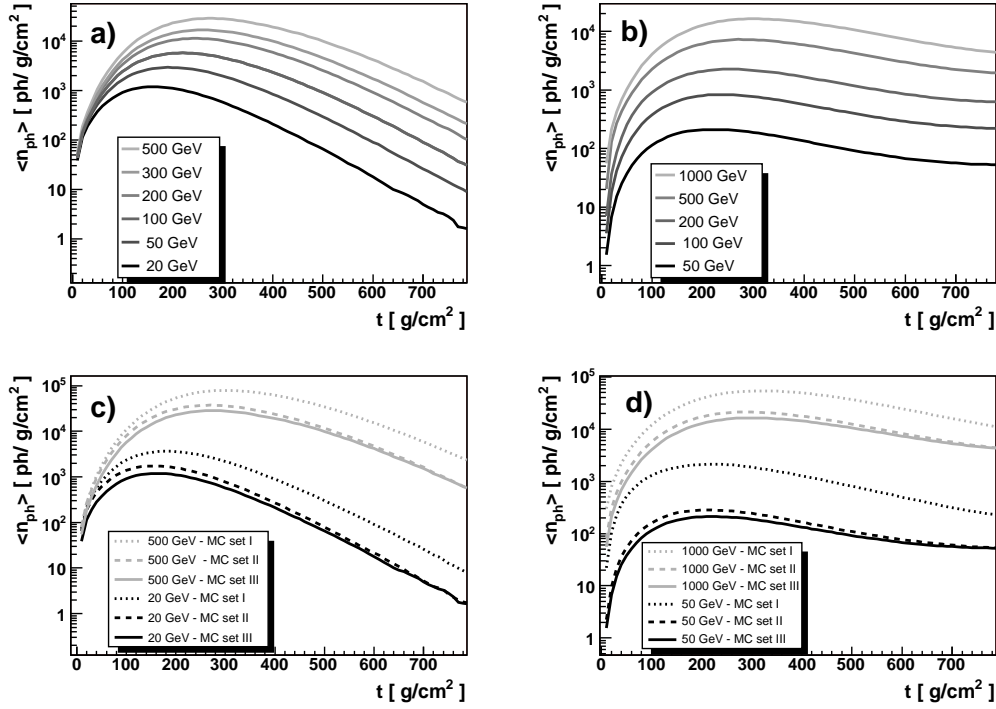 a)
<n_ph> [ ph/ g/cm^2 ]
10^4
10^3
10^2
10
1
500 GeV
300 GeV
200 GeV
100 GeV
50 GeV
20 GeV
0 100 200 300 400 500 600 700
t [ g/cm^2 ]
b)
<n_ph> [ ph/ g/cm^2 ]
10^4
10^3
10^2
10
1
1000 GeV
500 GeV
200 GeV
100 GeV
50 GeV
0 100 200 300 400 500 600 700
t [ g/cm^2 ]
c)
<n_ph> [ ph/ g/cm^2 ]
10^5
10^4
10^3
10^2
10
1
500 GeV - MC set I
500 GeV - MC set II
500 GeV - MC set III
20 GeV - MC set I
20 GeV - MC set II
20 GeV - MC set III
0 100 200 300 400 500 600 700
t [ g/cm^2 ]
d)
<n_ph> [ ph/ g/cm^2 ]
10^5
10^4
10^3
10^2
10
1
1000 GeV - MC set I
1000 GeV - MC set II
1000 GeV - MC set III
50 GeV - MC set I
50 GeV - MC set II
50 GeV - MC set III
0 100 200 300 400 500 600 700
t [ g/cm^2 ]